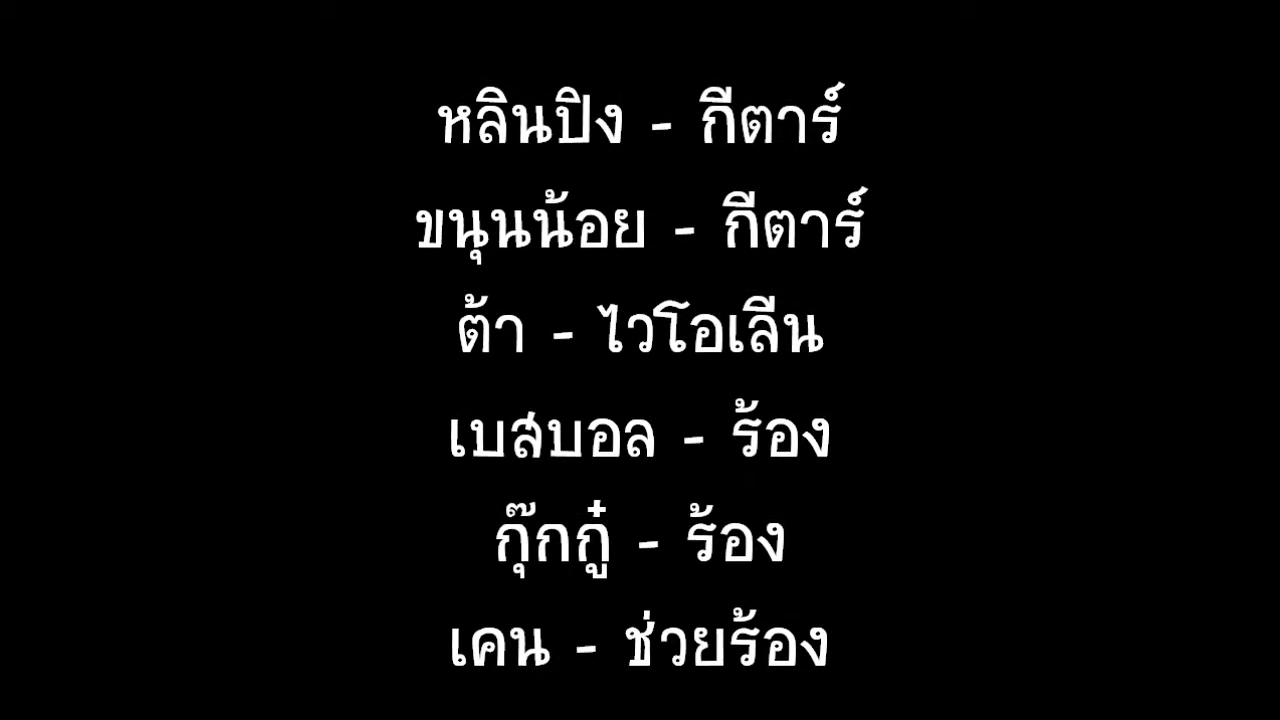 หลินปิง - กีตาร์
ขนุนน้อย - กีตาร์
ต้า - ไวโอเลีน
เบสบอล - ร้อง
กุ๊กกู๋ - ร้อง
เคน - ช่วยร้อง